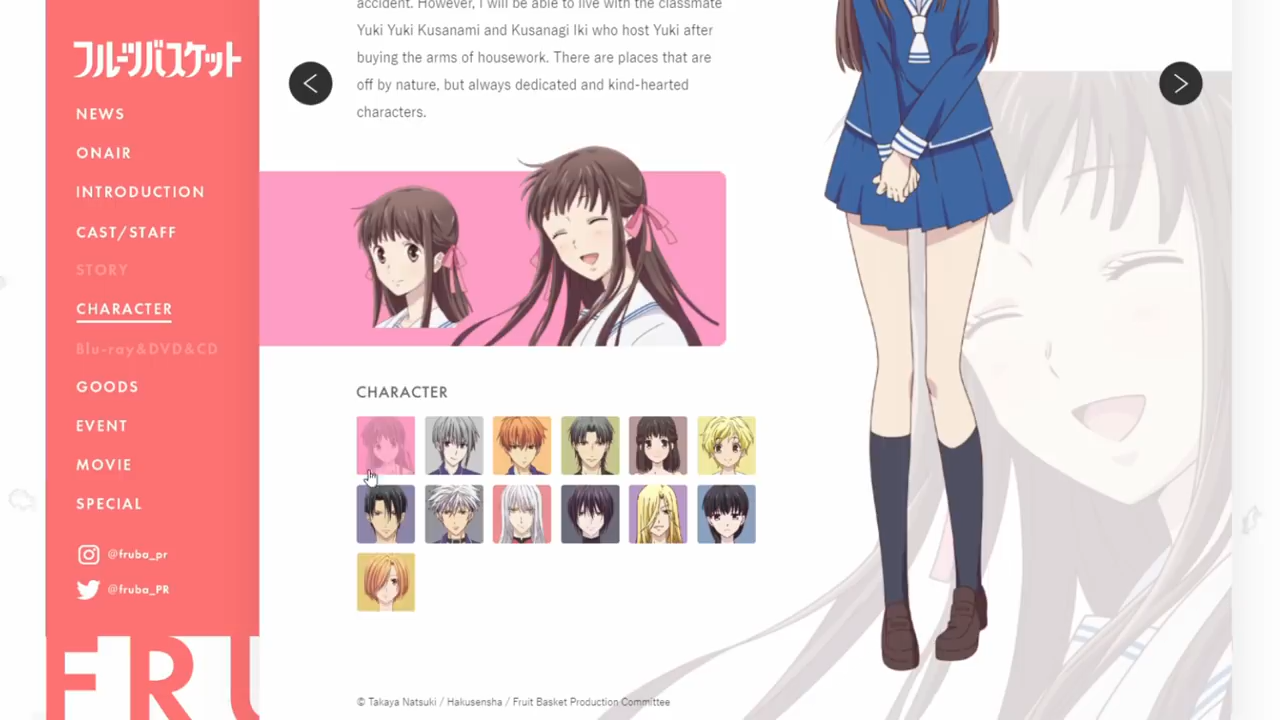 フルーツバスケット
NEWS
ONAIR
INTRODUCTION
CAST/STAFF
STORY
CHARACTER
Blu-ray&DVD&CD
GOODS
EVENT
MOVIE
SPECIAL
@fruba_pr
@fruba_PR
FRU
accident. However, I will be able to live with the classmate
Yuki Yuki Kusanami and Kusanagi Iki who host Yuki after
buying the arms of housework. There are places that are
off by nature, but always dedicated and kind-hearted
characters.
CHARACTER
© Takaya Natsuki / Hakusensha / Fruit Basket Production Committee